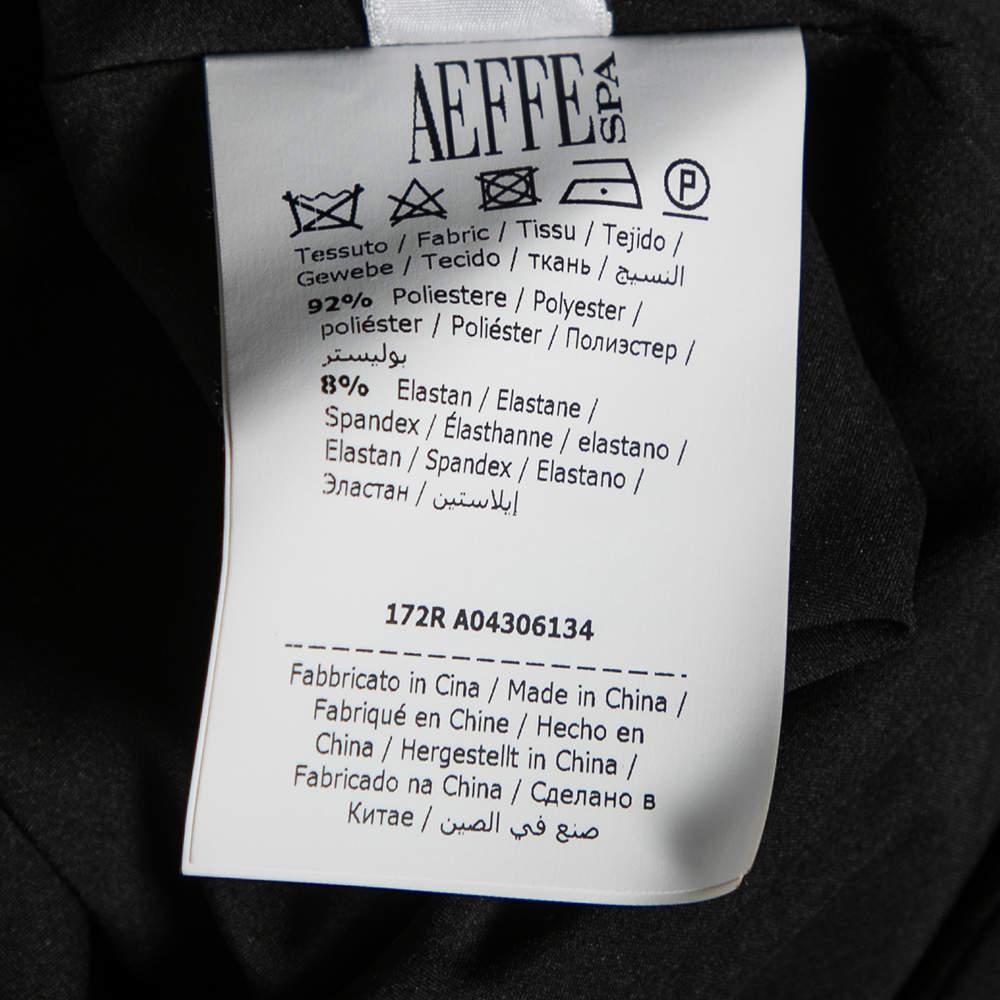 AEFFE SPA
P
Tessuto / Fabric / Tissu / Tejido /
Gewebe / Tecido / ткань / النسيج
92% Poliestere / Polyester /
poliéster / Poliéster / Полиэстер /
بوليستر
8% Elastan / Elastane /
Spandex / Élasthanne / elastano /
Elastan / Spandex / Elastano /
Эластан / إيلاستين
172R A04306134
Fabbricato in Cina / Made in China /
Fabriqué en Chine / Hecho en
China / Hergestellt in China /
Fabricado na China / Сделано в
Китае / صنع في الصين